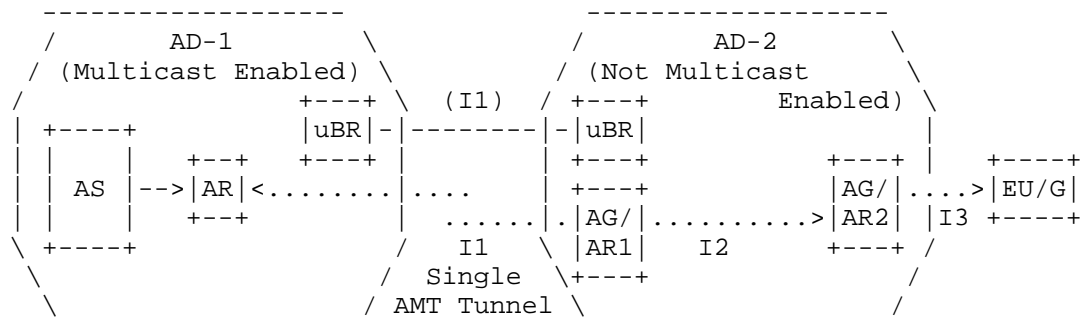 ------------------- -------------------
/ AD-1 \ / AD-2 \
/ (Multicast Enabled) \ / (Not Multicast \
/ +---+ \ (I1) / +---+ Enabled) \
| +----+ |uBR|-|--------|-|uBR| |
| | | +--+ +---+ | | +---+ +---+ | +----+
| | AS |-->|AR|<........|.... | +---+ |AG/|....>|EU/G|
| | | +--+ | ......|.|AG/|..........>|AR2| |I3 +----+
\ +----+ / I1 \ |AR1| I2 +---+ /
\ / Single \+---+ /
\ / AMT Tunnel \ /